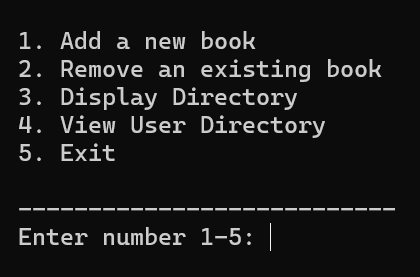 1. Add a new book
2. Remove an existing book
3. Display Directory
4. View User Directory
5. Exit
---------------------------
Enter number 1-5: